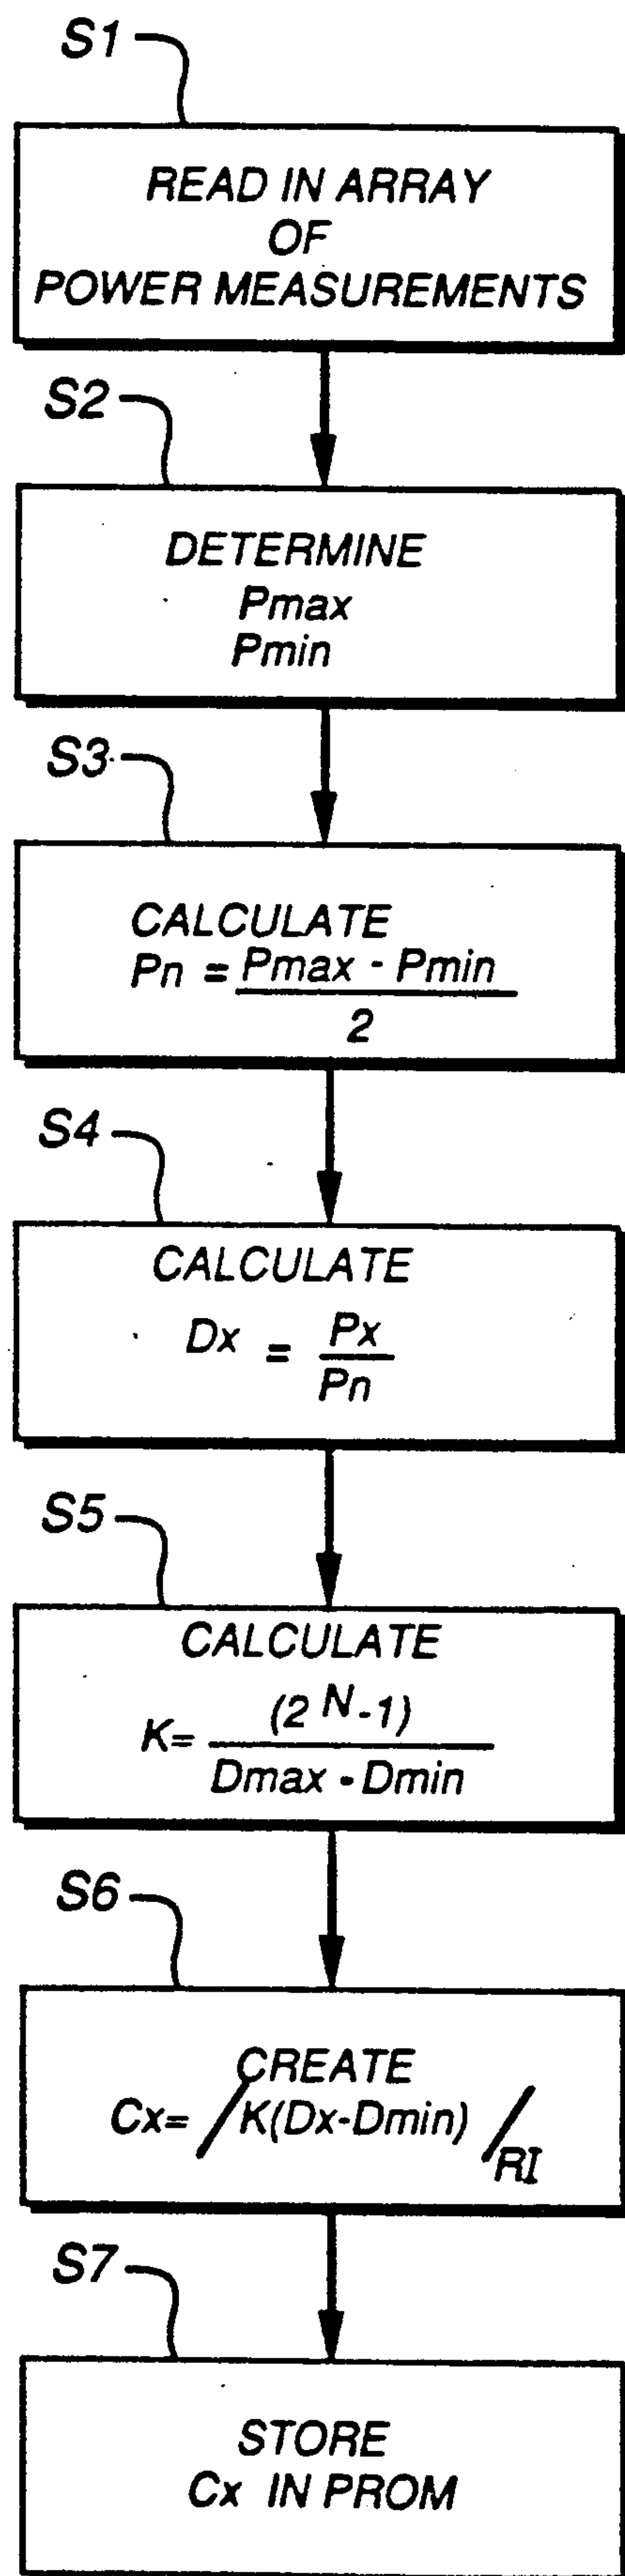 S1
READ IN ARRAY
OF
POWER MEASUREMENTS
S2
DETERMINE
Pmax
Pmin
S3
CALCULATE
Pn = Pmax - Pmin
2
S4
CALCULATE
Dx = Px
Pn
S5
CALCULATE
K= (2 N -1)
Dmax - Dmin
S6
CREATE
Cx= / K(Dx-Dmin) / RI
S7
STORE
Cx IN PROM